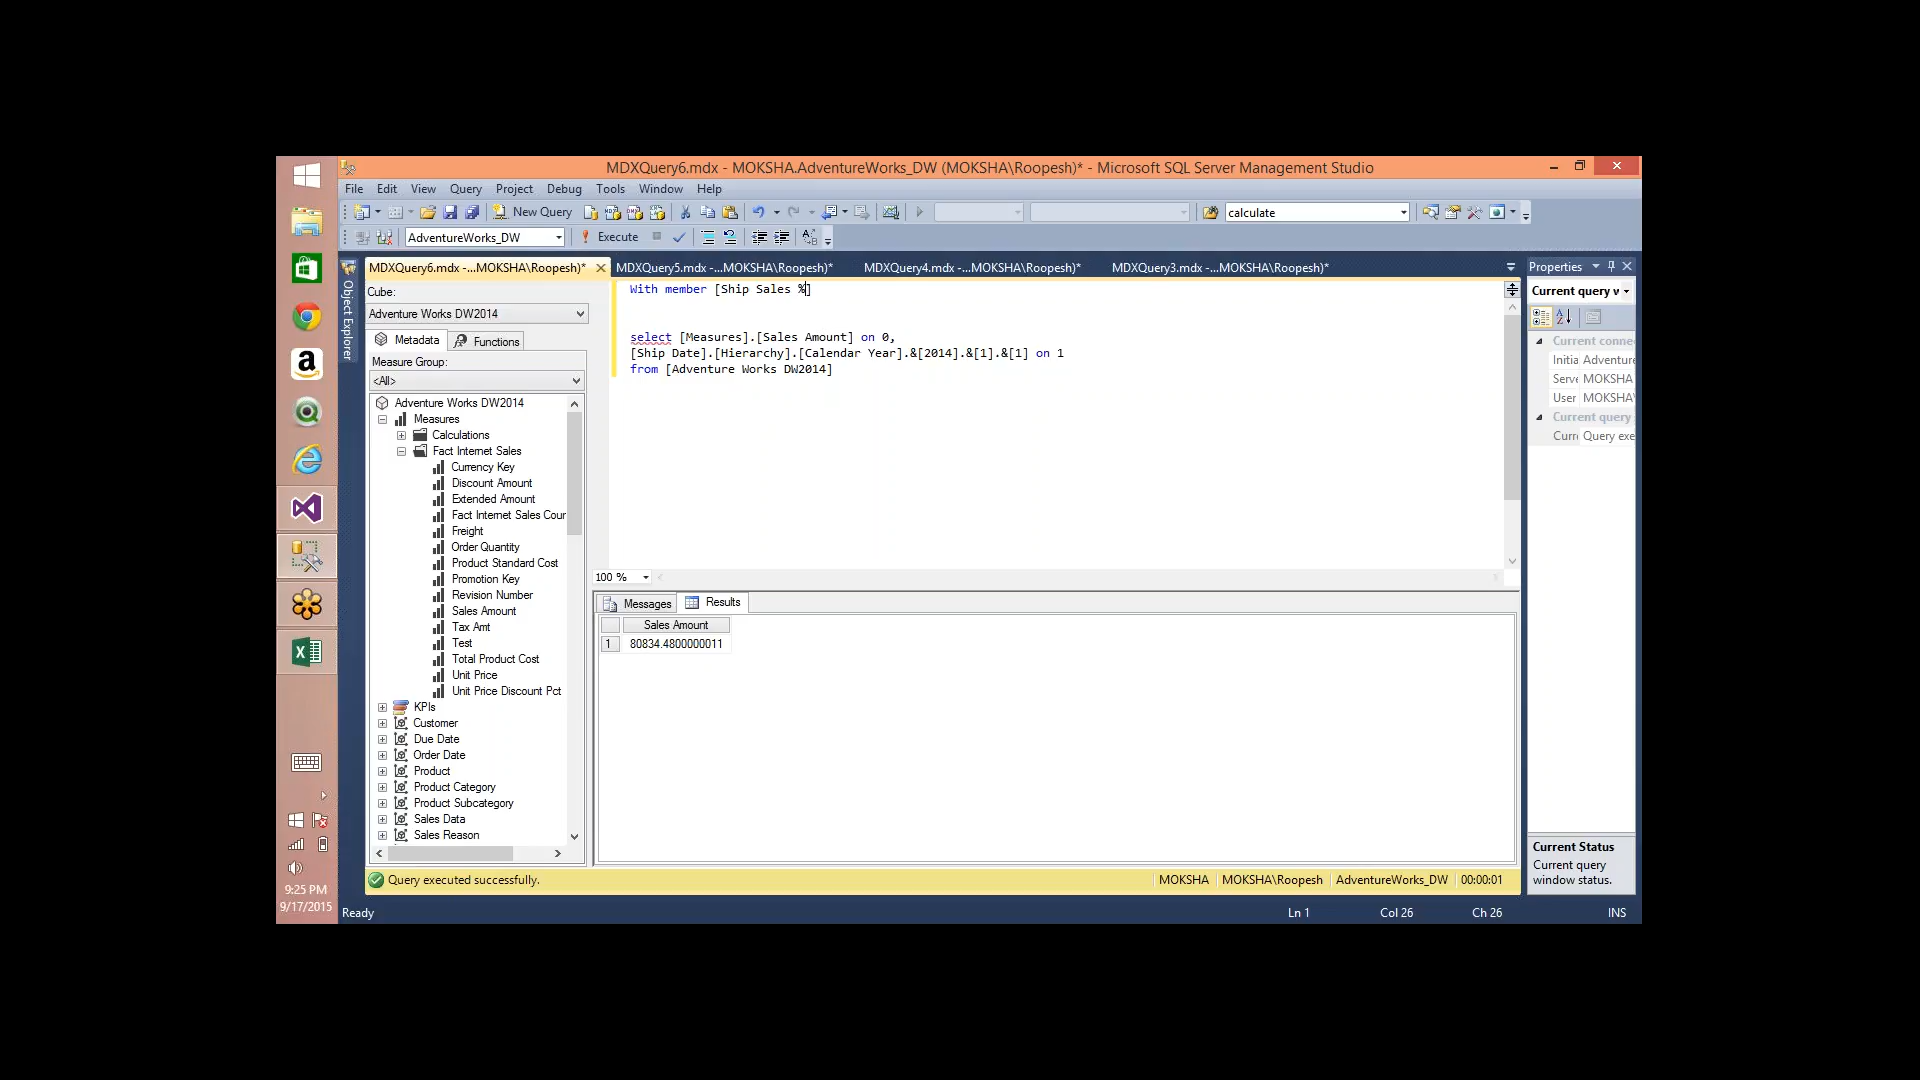 MDXQuery6.mdx - MOKSHA.AdventureWorks_DW (MOKSHA\Roopesh)* - Microsoft SQL Server Management Studio
File Edit View Query Project Debug Tools Window Help
New Query
calculate
AdventureWorks_DW
Execute
MDXQuery6.mdx -...MOKSHA\Roopesh)*
MDXQuery5.mdx -...MOKSHA\Roopesh)*
MDXQuery4.mdx -...MOKSHA\Roopesh)*
MDXQuery3.mdx -...MOKSHA\Roopesh)*
Object Explorer
Cube:
Adventure Works DW2014
Metadata
Functions
Measure Group:
<All>
Adventure Works DW2014
Measures
Calculations
Fact Internet Sales
Currency Key
Discount Amount
Extended Amount
Fact Internet Sales Cour
Freight
Order Quantity
Product Standard Cost
Promotion Key
Revision Number
Sales Amount
Tax Amt
Test
Total Product Cost
Unit Price
Unit Price Discount Pct
KPIs
Customer
Due Date
Order Date
Product
Product Category
Product Subcategory
Sales Data
Sales Reason
With member [Ship Sales %]
select [Measures].[Sales Amount] on 0,
[Ship Date].[Hierarchy].[Calendar Year].&[2014].&[1].&[1] on 1
from [Adventure Works DW2014]
100 %
Messages
Results
Sales Amount
1 80834.4800000011
Properties
Current query w
Current conne
Initia Adventure
Serve MOKSHA
User MOKSHA\
Current query
Curre Query exe
Current Status
Current query
window status.
Query executed successfully.
MOKSHA
MOKSHA\Roopesh
AdventureWorks_DW
00:00:01
9:25 PM
9/17/2015
Ready
Ln 1
Col 26
Ch 26
INS